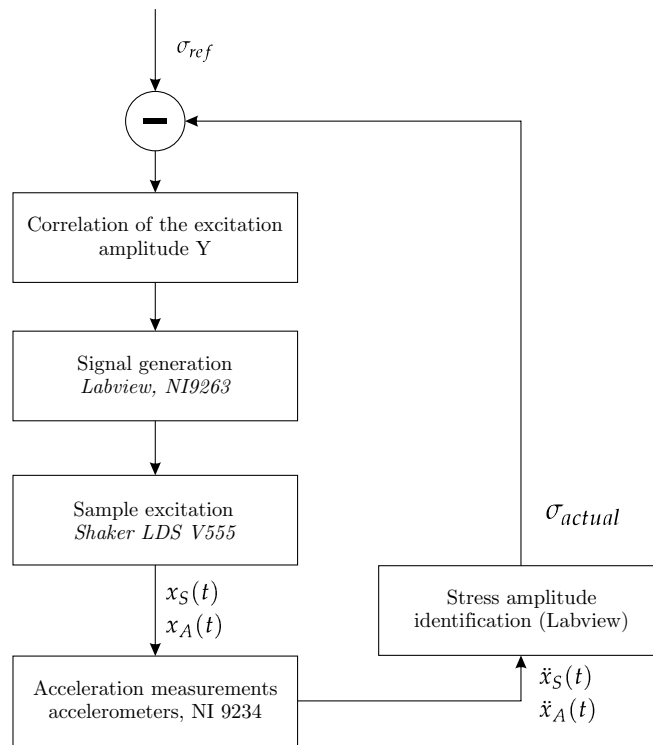 σ_ref
−
Correlation of the excitation
amplitude Y
Signal generation
Labview, NI9263
Sample excitation
Shaker LDS V555
x_S(t)
x_A(t)
Acceleration measurements
accelerometers, NI 9234
σ_actual
Stress amplitude
identification (Labview)
ẍ_S(t)
ẍ_A(t)